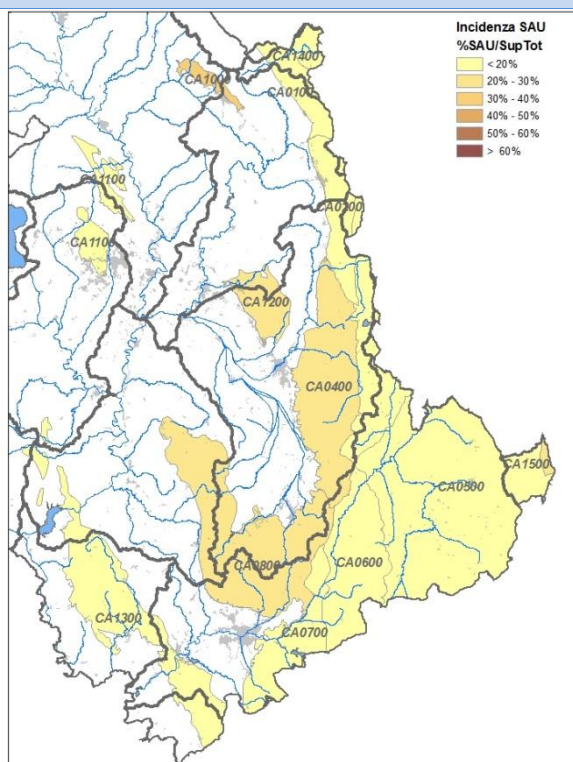 Incidenza SAU
%SAU/SupTot
< 20%
20% - 30%
30% - 40%
40% - 50%
50% - 60%
> 60%
CA1400
CA1000
CA0100
CA1100
CA1100
CA1200
CA0400
CA1500
CA0500
CA0800
CA0600
CA1300
CA0700